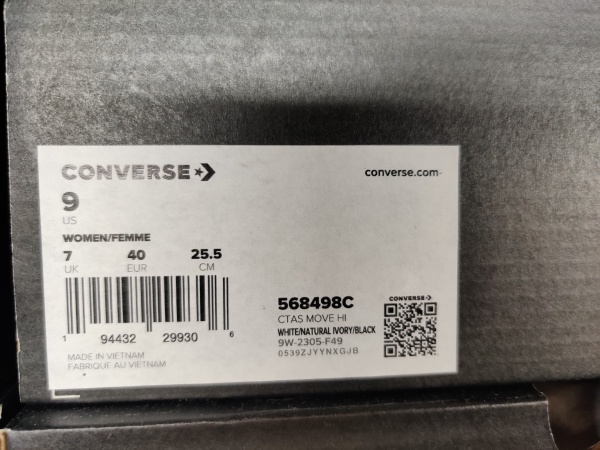 CONVERSE
converse.com
9
US
WOMEN/FEMME
7 40 25.5
UK EUR CM
1 94432 29930 6
568498C
CTAS MOVE HI
WHITE/NATURAL IVORY/BLACK
9W-2305-F49
0539ZJYYNXGJB
CONVERSE
MADE IN VIETNAM
FABRIQUE AU VIETNAM